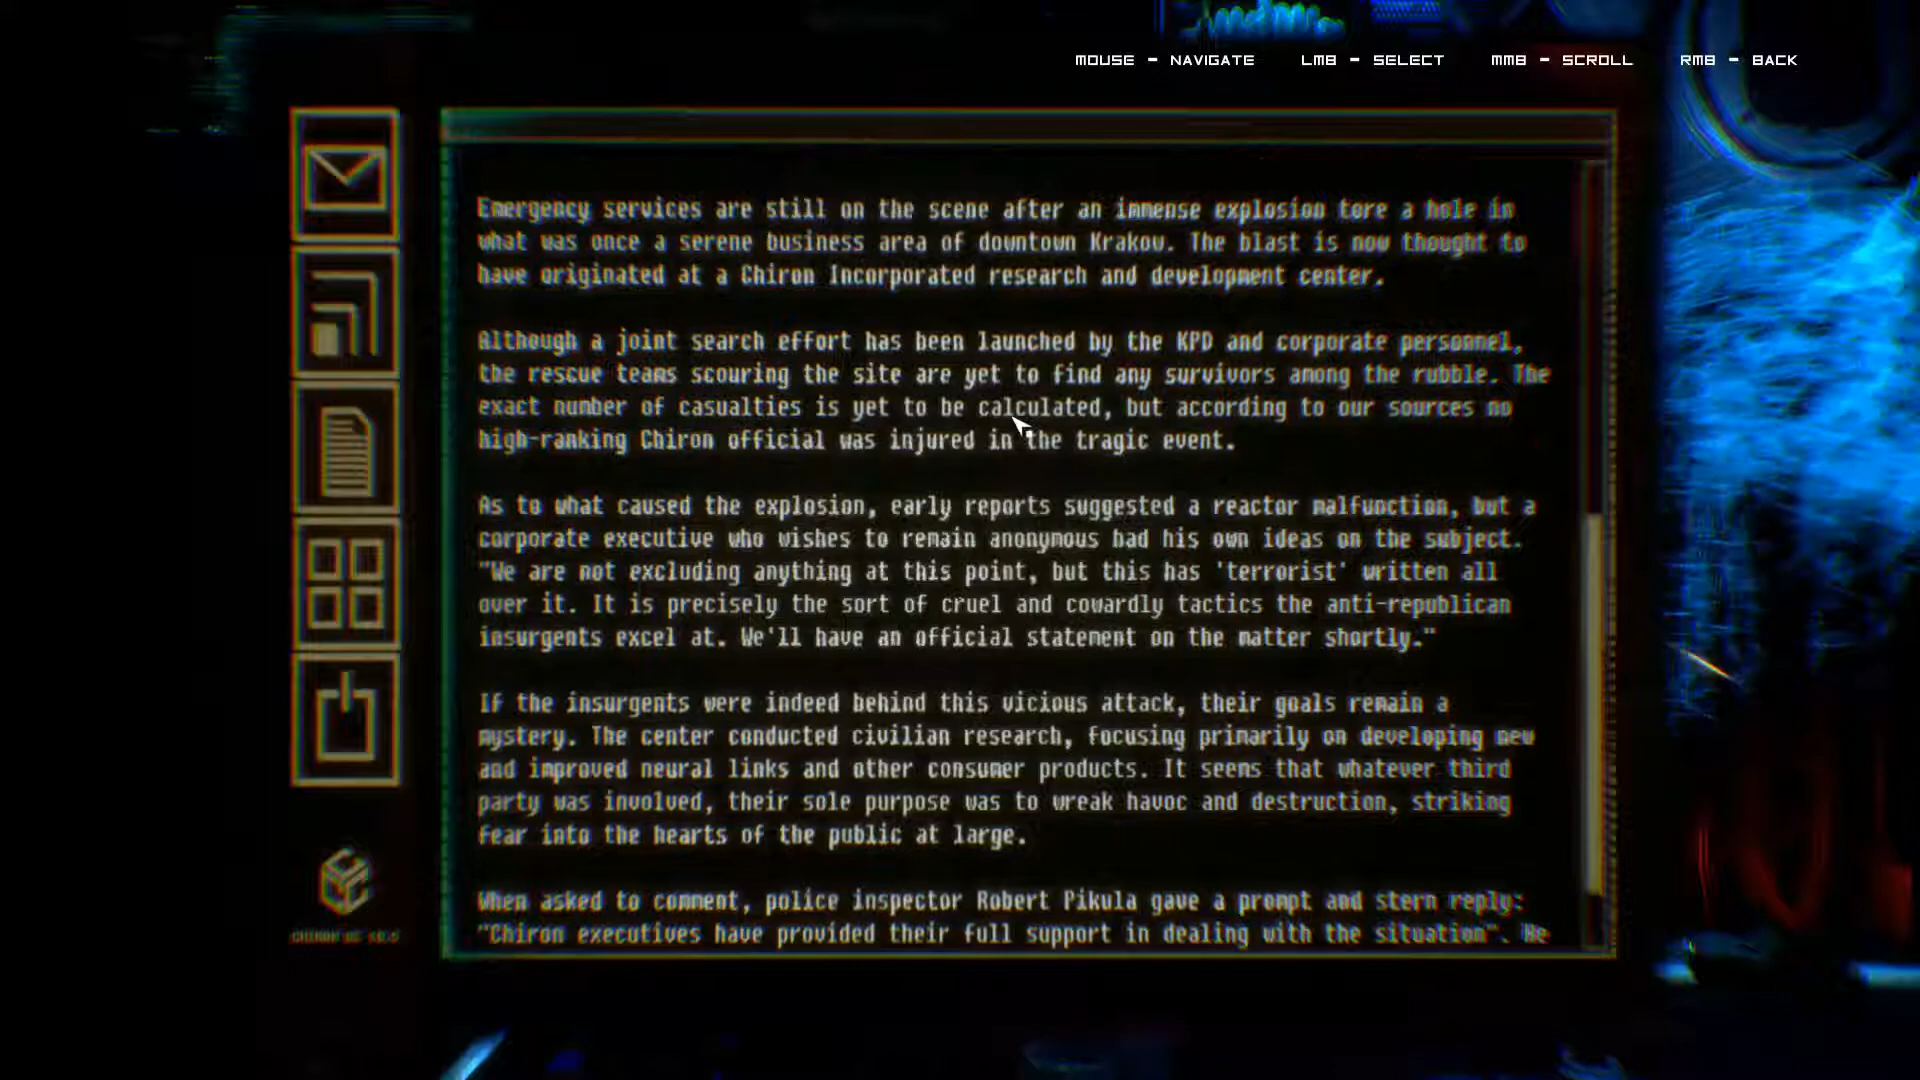 MOUSE - NAVIGATE LMB - SELECT MMB - SCROLL RMB - BACK
Emergency services are still on the scene after an immense explosion tore a hole in
what was once a serene business area of downtown Krakow. The blast is now thought to
have originated at a Chiron Incorporated research and development center.
Although a joint search effort has been launched by the KPD and corporate personnel,
the rescue teams scouring the site are yet to find any survivors among the rubble. The
exact number of casualties is yet to be calculated, but according to our sources no
high-ranking Chiron official was injured in the tragic event.
As to what caused the explosion, early reports suggested a reactor malfunction, but a
corporate executive who wishes to remain anonymous had his own ideas on the subject.
"We are not excluding anything at this point, but this has 'terrorist' written all
over it. It is precisely the sort of cruel and cowardly tactics the anti-republican
insurgents excel at. We'll have an official statement on the matter shortly."
If the insurgents were indeed behind this vicious attack, their goals remain a
mystery. The center conducted civilian research, focusing primarily on developing new
and improved neural links and other consumer products. It seems that whatever third
party was involved, their sole purpose was to wreak havoc and destruction, striking
fear into the hearts of the public at large.
When asked to comment, police inspector Robert Pikula gave a prompt and stern reply:
"Chiron executives have provided their full support in dealing with the situation". He